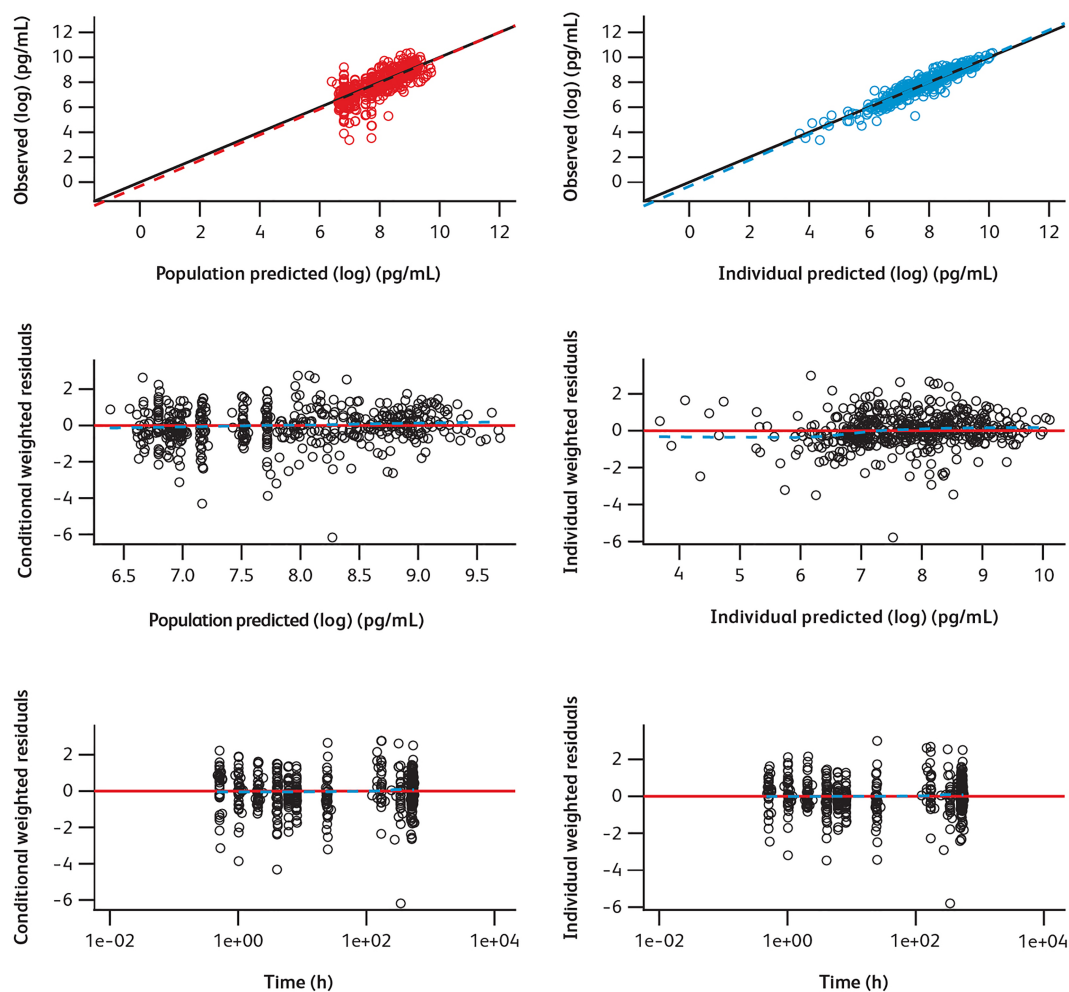 Observed (log) (pg/mL)
12
10
8
6
4
2
0
0 2 4 6 8 10 12
Population predicted (log) (pg/mL)
Observed (log) (pg/mL)
12
10
8
6
4
2
0
0 2 4 6 8 10 12
Individual predicted (log) (pg/mL)
Conditional weighted residuals
2
0
-2
-4
-6
6.5 7.0 7.5 8.0 8.5 9.0 9.5
Population predicted (log) (pg/mL)
Individual weighted residuals
2
0
-2
-4
-6
4 5 6 7 8 9 10
Individual predicted (log) (pg/mL)
Conditional weighted residuals
2
0
-2
-4
-6
1e-02 1e+00 1e+02 1e+04
Time (h)
Individual weighted residuals
2
0
-2
-4
-6
1e-02 1e+00 1e+02 1e+04
Time (h)